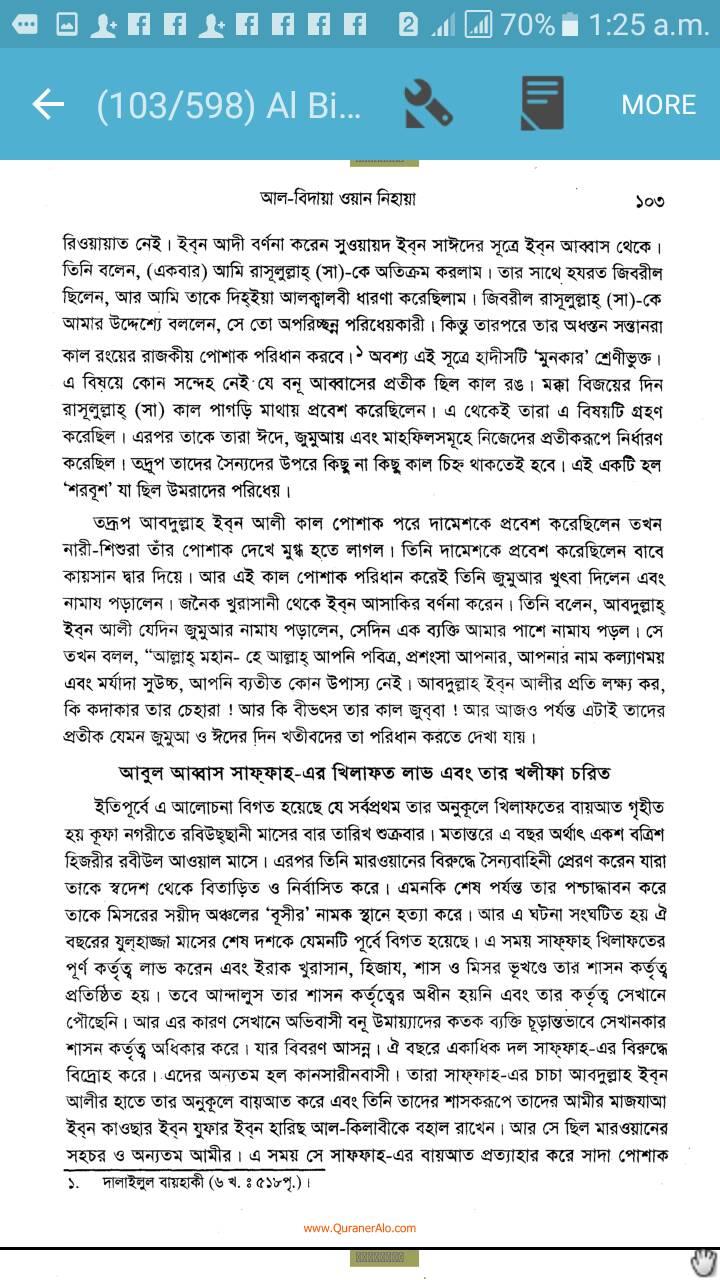 2 70% 1:25 a.m.
(103/598) Al Bi... MORE
আল-বিদায়া ওয়ান নিহায়া ১০৩
রিওয়ায়াত নেই। ইব্‌ন আদী বর্ণনা করেন সুওয়ায়দ ইব্‌ন সাঈদের সূত্রে ইব্‌ন আব্বাস থেকে।
তিনি বলেন, (একবার) আমি রাসূলুল্লাহ্ (সা)-কে অতিক্রম করলাম। তার সাথে হযরত জিবরীল
ছিলেন, আর আমি তাকে দিহ্ইয়া আলক্বালবী ধারণা করেছিলাম। জিবরীল রাসূলুল্লাহ্ (সা)-কে
আমার উদ্দেশ্যে বললেন, সে তো অপরিচ্ছন্ন পরিধেয়কারী। কিন্তু তারপরে তার অধস্তন সন্তানরা
কাল রংয়ের রাজকীয় পোশাক পরিধান করবে।১ অবশ্য এই সূত্রে হাদীসটি ‘মুনকার’ শ্রেণীভুক্ত।
এ বিষয়ে কোন সন্দেহ নেই যে বনূ আব্বাসের প্রতীক ছিল কাল রঙ। মক্কা বিজয়ের দিন
রাসূলুল্লাহ্ (সা) কাল পাগড়ি মাথায় প্রবেশ করেছিলেন। এ থেকেই তারা এ বিষয়টি গ্রহণ
করেছিল। এরপর তাকে তারা ঈদে, জুমুআয় এবং মাহফিলসমূহে নিজেদের প্রতীকরূপে নির্ধারণ
করেছিল। তদ্রূপ তাদের সৈন্যদের উপরে কিছু না কিছু কাল চিহ্ন থাকতেই হবে। এই একটি হল
‘শরবূশ’ যা ছিল উমরাদের পরিধেয়।
তদ্রূপ আবদুল্লাহ ইব্‌ন আলী কাল পোশাক পরে দামেশকে প্রবেশ করেছিলেন তখন
নারী-শিশুরা তাঁর পোশাক দেখে মুগ্ধ হতে লাগল। তিনি দামেশকে প্রবেশ করেছিলেন বাবে
কায়সান দ্বার দিয়ে। আর এই কাল পোশাক পরিধান করেই তিনি জুমুআর খুৎবা দিলেন এবং
নামায পড়ালেন। জনৈক খুরাসানী থেকে ইব্‌ন আসাকির বর্ণনা করেন। তিনি বলেন, আবদুল্লাহ্
ইব্‌ন আলী যেদিন জুমুআর নামায পড়ালেন, সেদিন এক ব্যক্তি আমার পাশে নামায পড়ল। সে
তখন বলল, “আল্লাহ্ মহান- হে আল্লাহ্ আপনি পবিত্র, প্রশংসা আপনার, আপনার নাম কল্যাণময়
এবং মর্যাদা সুউচ্চ, আপনি ব্যতীত কোন উপাস্য নেই। আবদুল্লাহ্ ইব্‌ন আলীর প্রতি লক্ষ্য কর,
কি কদাকার তার চেহারা ! আর কি বীভৎস তার কাল জুব্বা ! আর আজও পর্যন্ত এটাই তাদের
প্রতীক যেমন জুমুআ ও ঈদের দিন খতীবদের তা পরিধান করতে দেখা যায়।
আবুল আব্বাস সাফ্‌ফাহ্-এর খিলাফত লাভ এবং তার খলীফা চরিত
ইতিপূর্বে এ আলোচনা বিগত হয়েছে যে সর্বপ্রথম তার অনুকূলে খিলাফতের বায়আত গৃহীত
হয় কূফা নগরীতে রবিউছ্ছানী মাসের বার তারিখ শুক্রবার। মতান্তরে এ বছর অর্থাৎ একশ বত্রিশ
হিজরীর রবীউল আওয়াল মাসে। এরপর তিনি মারওয়ানের বিরুদ্ধে সৈন্যবাহিনী প্রেরণ করেন যারা
তাকে স্বদেশ থেকে বিতাড়িত ও নির্বাসিত করে। এমনকি শেষ পর্যন্ত তার পশ্চাদ্ধাবন করে
তাকে মিসরের সয়ীদ অঞ্চলের ‘বূসীর’ নামক স্থানে হত্যা করে। আর এ ঘটনা সংঘটিত হয় ঐ
বছরের যুল্‌হাজ্জা মাসের শেষ দশকে যেমনটি পূর্বে বিগত হয়েছে। এ সময় সাফ্‌ফাহ খিলাফতের
পূর্ণ কর্তৃত্ব লাভ করেন এবং ইরাক খুরাসান, হিজায, শাস ও মিসর ভূখণ্ডে তার শাসন কর্তৃত্ব
প্রতিষ্ঠিত হয়। তবে আন্দালুস তার শাসন কর্তৃত্বের অধীন হয়নি এবং তার কর্তৃত্ব সেখানে
পৌঁছেনি। আর এর কারণ সেখানে অভিবাসী বনূ উমায়্যাদের কতক ব্যক্তি চূড়ান্তভাবে সেখানকার
শাসন কর্তৃত্ব অধিকার করে। যার বিবরণ আসন্ন। ঐ বছরে একাধিক দল সাফ্‌ফাহ-এর বিরুদ্ধে
বিদ্রোহ করে। এদের অন্যতম হল কানসারীনবাসী। তারা সাফ্‌ফাহ-এর চাচা আবদুল্লাহ ইব্‌ন
আলীর হাতে তার অনুকূলে বায়আত করে এবং তিনি তাদের শাসকরূপে তাদের আমীর মাজযাআ
ইব্‌ন কাওছার ইব্‌ন যুফার ইব্‌ন হারিছ আল-কিলাবীকে বহাল রাখেন। আর সে ছিল মারওয়ানের
সহচর ও অন্যতম আমীর। এ সময় সে সাফফাহ-এর বায়আত প্রত্যাহার করে সাদা পোশাক
১. দালাইলুল বায়হাকী (৬ খ. ঃ ৫১৮পৃ.)।
www.QuranerAlo.com